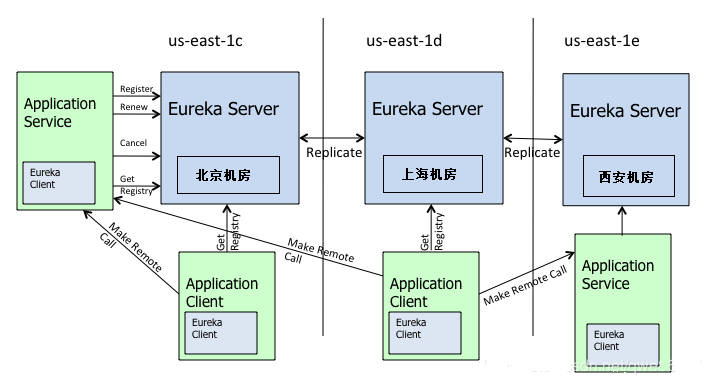 us-east-1c
us-east-1d
us-east-1e
Application
Service
Eureka
Client
Register
Renew
Cancel
Get
Registry
Eureka Server
北京机房
Replicate
Eureka Server
上海机房
Replicate
Eureka Server
西安机房
Make Remote
Call
Get
Registry
Make Remote
Call
Get
Registry
Make Remote Call
Application
Client
Eureka
Client
Application
Client
Eureka
Client
Application
Service
Eureka
Client